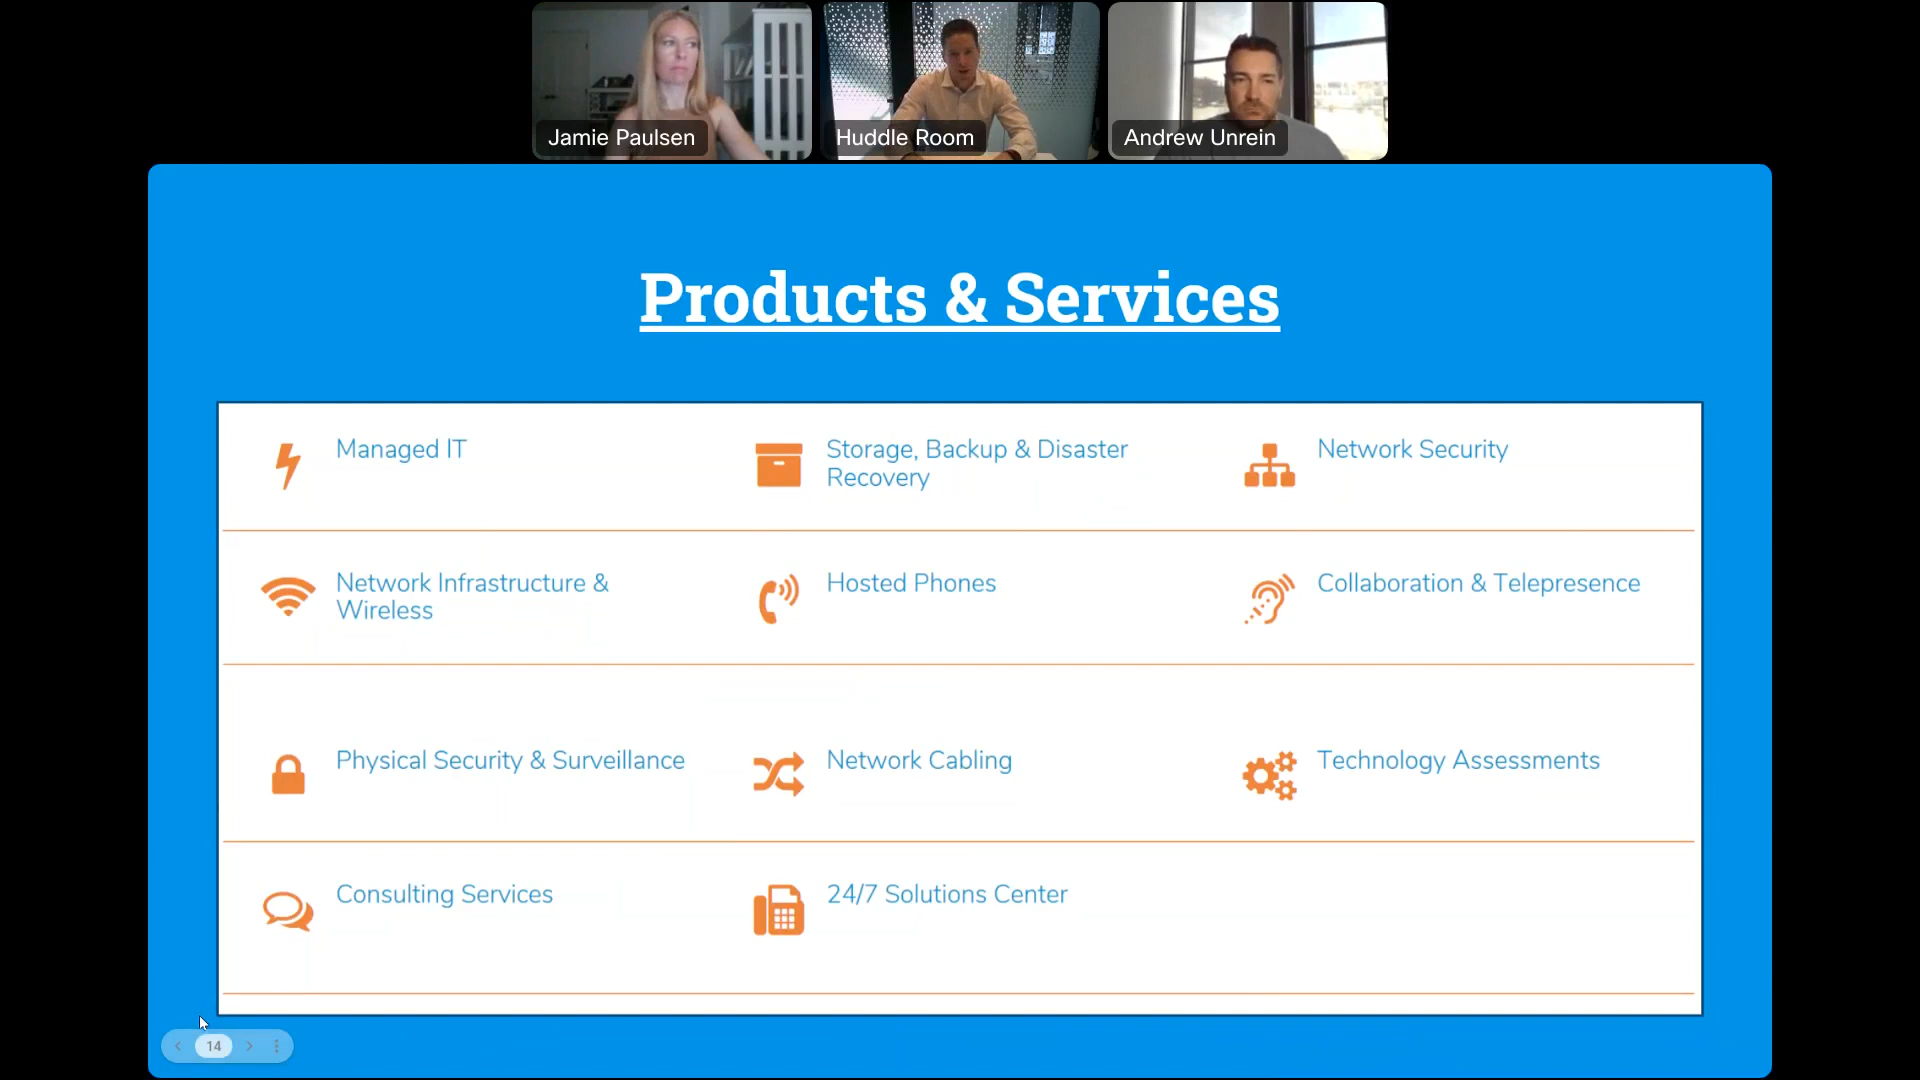 Jamie Paulsen
Huddle Room
Andrew Unrein
Products & Services
Managed IT
Storage, Backup & Disaster
Recovery
Network Security
Network Infrastructure &
Wireless
Hosted Phones
Collaboration & Telepresence
Physical Security & Surveillance
Network Cabling
Technology Assessments
Consulting Services
24/7 Solutions Center
14